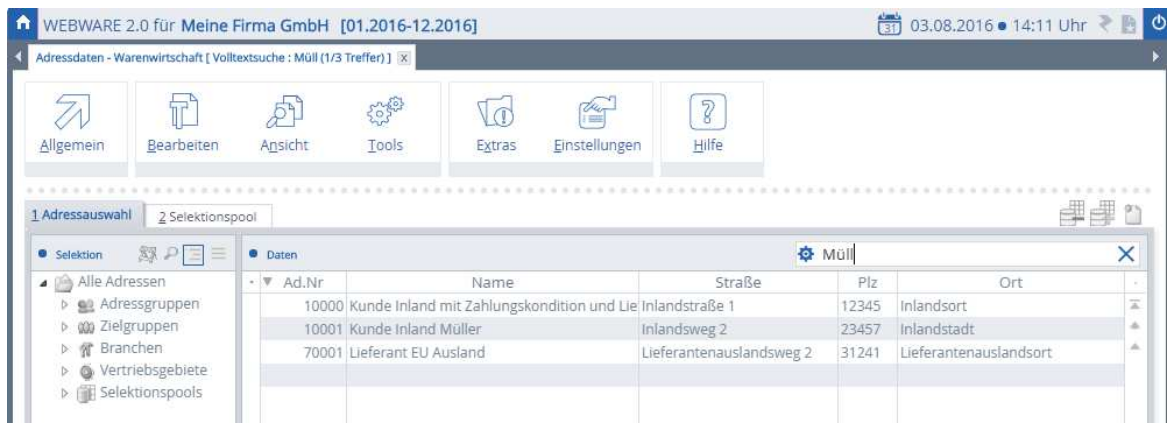 WEBWARE 2.0 für Meine Firma GmbH [01.2016-12.2016] 31 03.08.2016 ● 14:11 Uhr
Adressdaten - Warenwirtschaft [ Volltextsuche : Müll (1/3 Treffer) ] x
Allgemein Bearbeiten Ansicht Tools Extras Einstellungen Hilfe
1 Adressauswahl 2 Selektionspool
Selektion Daten Müll
Alle Adressen
Adressgruppen
Zielgruppen
Branchen
Vertriebsgebiete
Selektionspools
Ad.Nr Name Straße Plz Ort
10000 Kunde Inland mit Zahlungskondition und Lie Inlandstraße 1 12345 Inlandsort
10001 Kunde Inland Müller Inlandsweg 2 23457 Inlandstadt
70001 Lieferant EU Ausland Lieferantenauslandsweg 2 31241 Lieferantenauslandsort